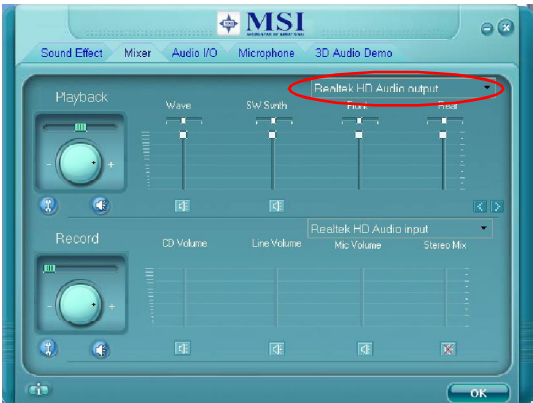 MSI
Sound Effect Mixer Audio I/O Microphone 3D Audio Demo
Realtek HD Audio output
Playback
Wave SW Synth Front Rear
Realtek HD Audio input
Record
CD Volume Line Volume Mic Volume Stereo Mix
OK